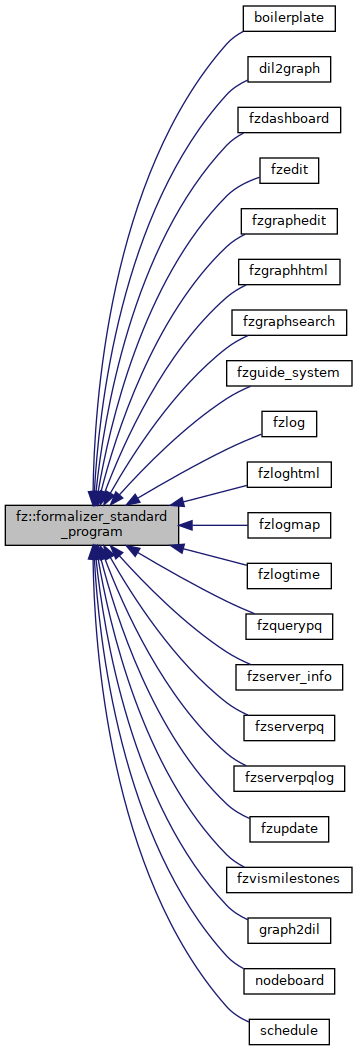 boilerplate
dil2graph
fzdashboard
fzedit
fzgraphedit
fzgraphhtml
fzgraphsearch
fzguide_system
fzlog
fzloghtml
fz::formalizer_standard
_program
fzlogmap
fzlogtime
fzquerypq
fzserver_info
fzserverpq
fzserverpqlog
fzupdate
fzvismilestones
graph2dil
nodeboard
schedule